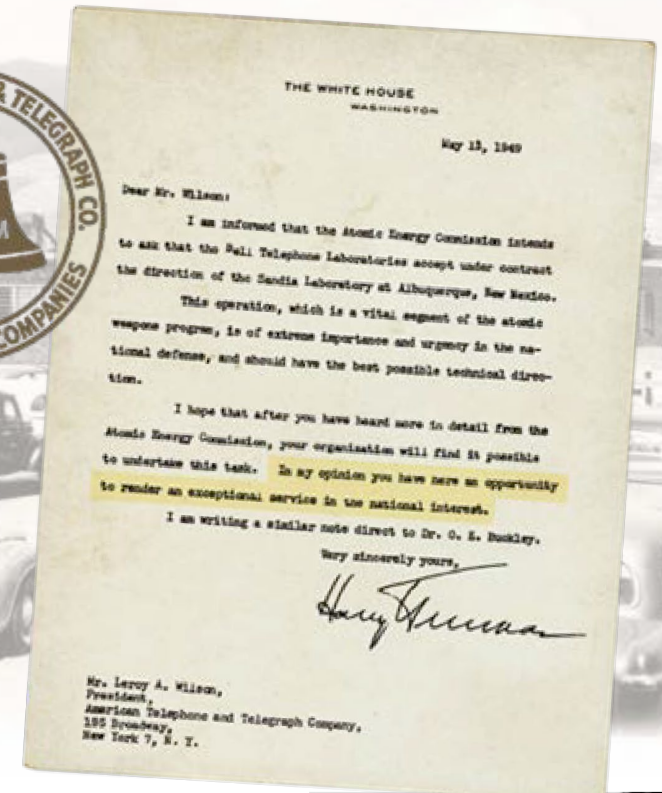 & TELEGRAPH CO.
COMPANIES
THE WHITE HOUSE
WASHINGTON
May 13, 1949
Dear Mr. Wilson:
I am informed that the Atomic Energy Commission intends
to ask that the Bell Telephone Laboratories accept under contract
the direction of the Sandia Laboratory at Albuquerque, New Mexico.
This operation, which is a vital segment of the atomic
weapons program, is of extreme importance and urgency in the na-
tional defense, and should have the best possible technical direc-
tion.
I hope that after you have heard more in detail from the
Atomic Energy Commission, your organization will find it possible
to undertake this task. In my opinion you have here an opportunity
to render an exceptional service in the national interest.
I am writing a similar note direct to Dr. O. E. Buckley.
Very sincerely yours,
Harry Truman
Mr. Leroy A. Wilson,
President,
American Telephone and Telegraph Company,
195 Broadway,
New York 7, N. Y.